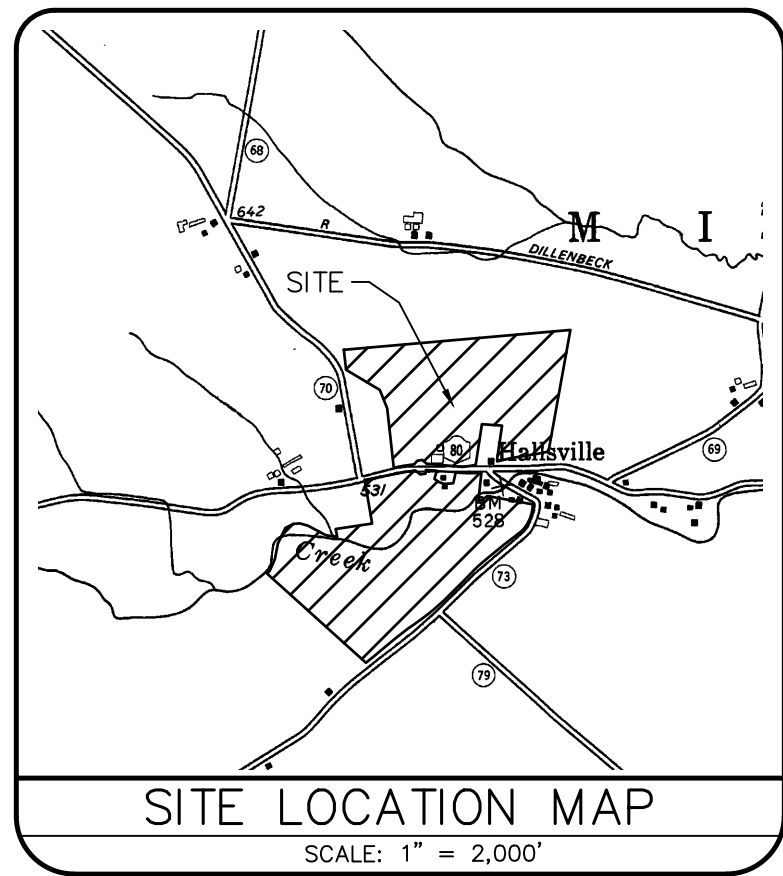 68
642
R
M I
DILLENBECK
SITE
70
80
Hallsville
69
531
BM
528
Creek
73
79
SITE LOCATION MAP
SCALE: 1" = 2,000'